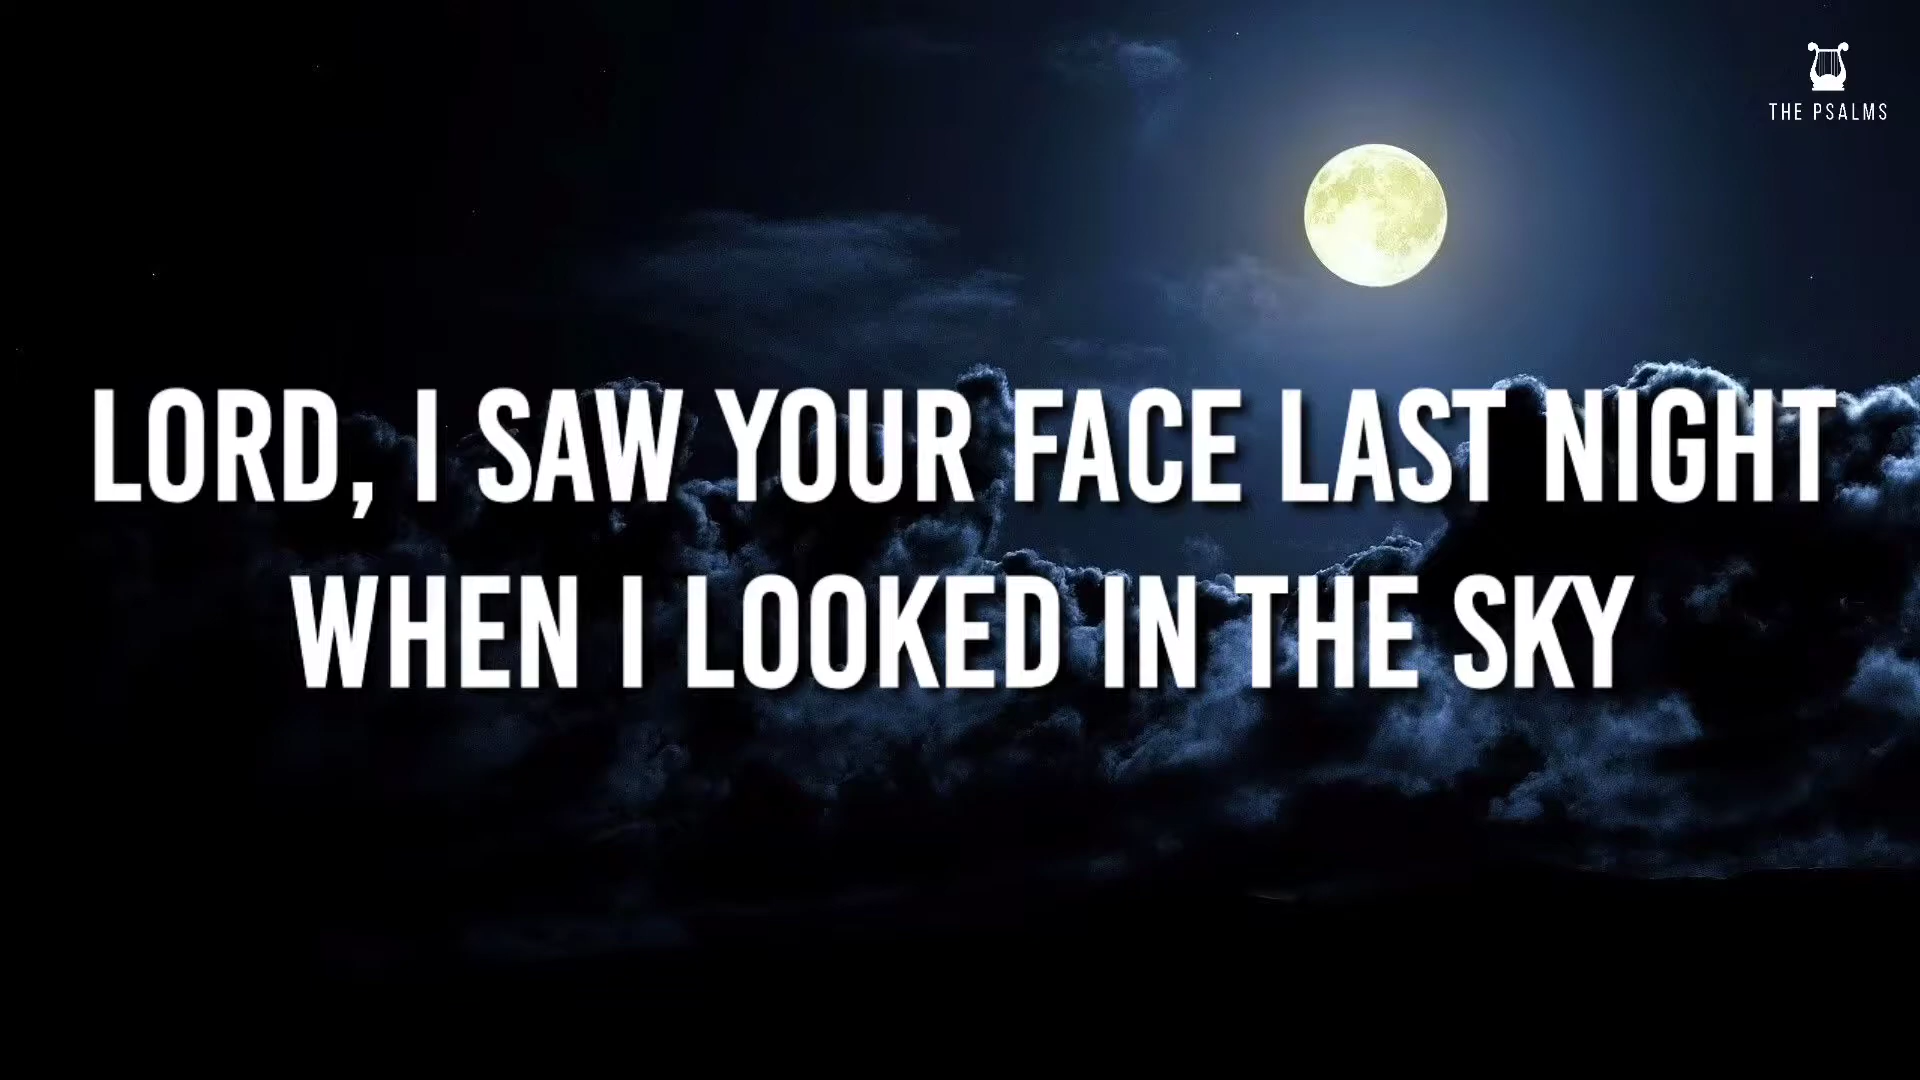 THE PSALMS
LORD, I SAW YOUR FACE LAST NIGHT
WHEN I LOOKED IN THE SKY